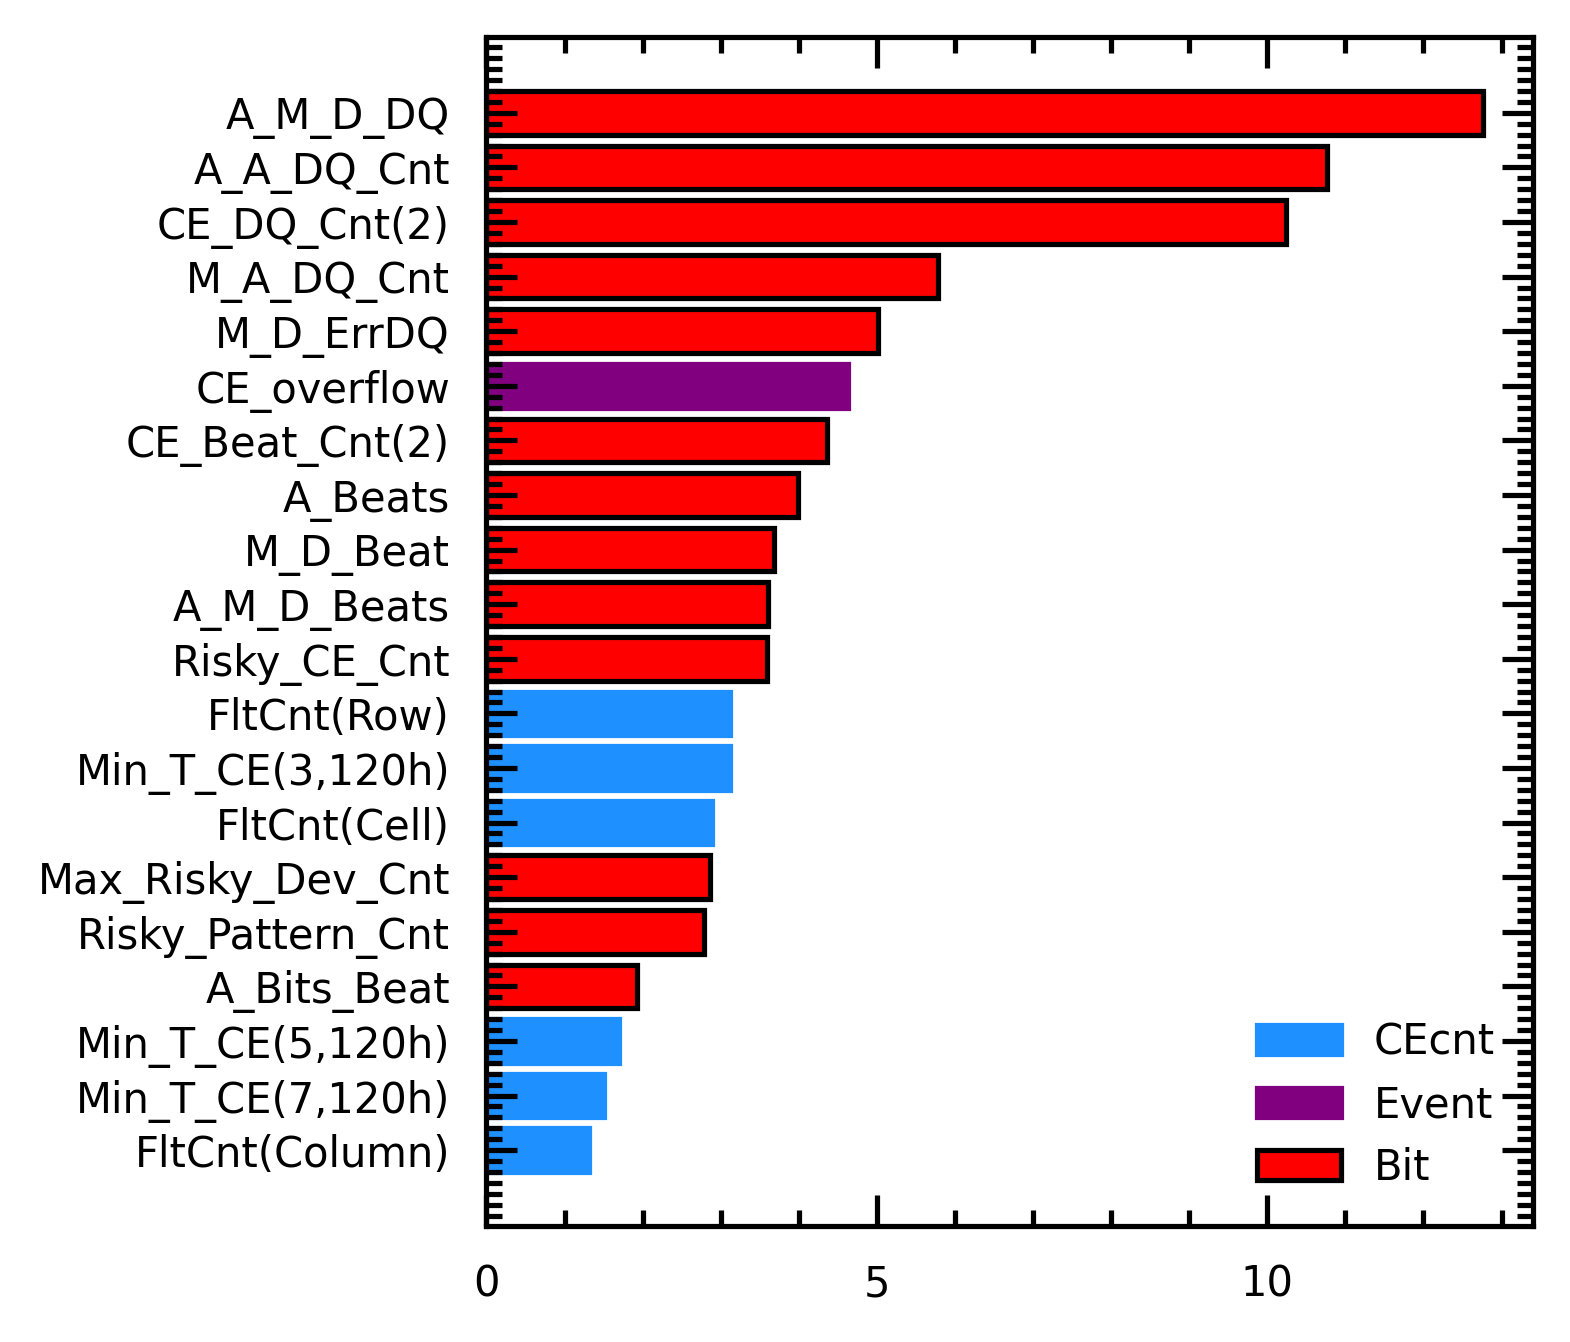 A_M_D_DQ
A_A_DQ_Cnt
CE_DQ_Cnt(2)
M_A_DQ_Cnt
M_D_ErrDQ
CE_overflow
CE_Beat_Cnt(2)
A_Beats
M_D_Beat
A_M_D_Beats
Risky_CE_Cnt
FltCnt(Row)
Min_T_CE(3,120h)
FltCnt(Cell)
Max_Risky_Dev_Cnt
Risky_Pattern_Cnt
A_Bits_Beat
Min_T_CE(5,120h)
Min_T_CE(7,120h)
FltCnt(Column)
CEcnt
Event
Bit
0 5 10